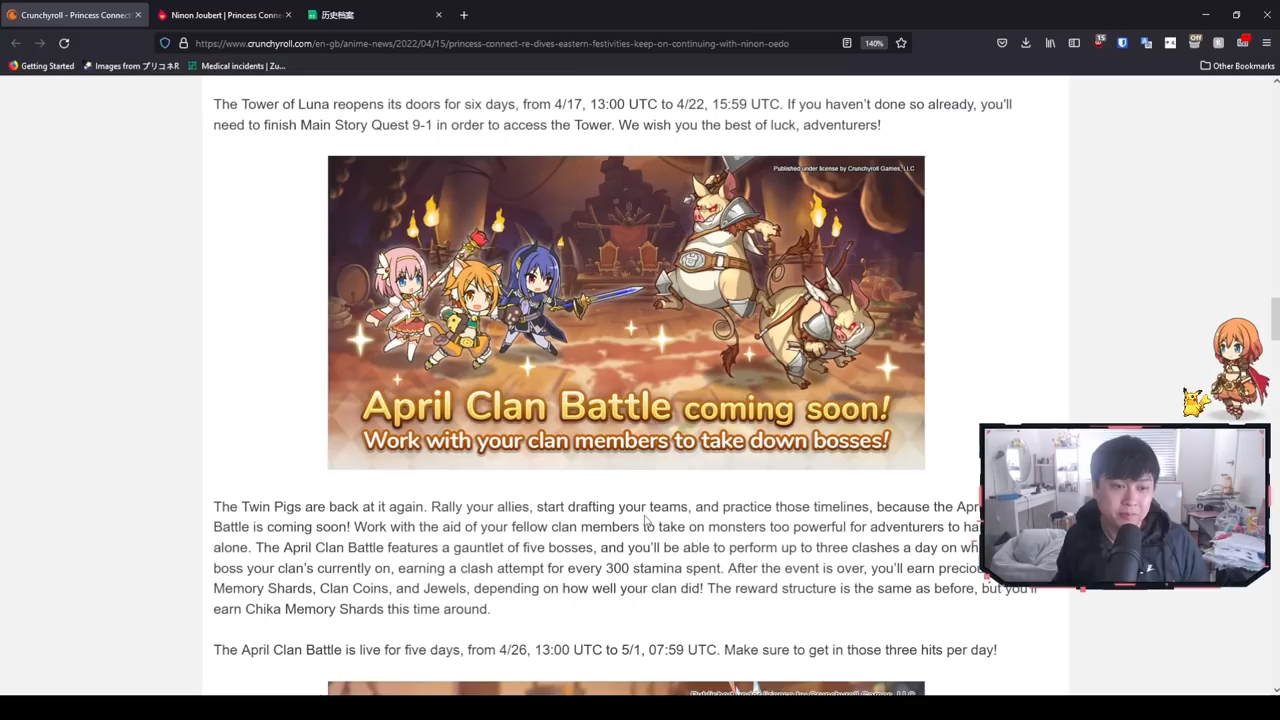 Crunchyroll - Princess Connect
Ninon Joubert | Princess Conne
历史档案
https://www.crunchyroll.com/en-gb/anime-news/2022/04/15/princess-connect-re-dives-eastern-festivities-keep-on-continuing-with-ninon-oedo
140%
15
Off
Getting Started
Images from プリコネR
Medical incidents | Zu...
Other Bookmarks
The Tower of Luna reopens its doors for six days, from 4/17, 13:00 UTC to 4/22, 15:59 UTC. If you haven't done so already, you'll
need to finish Main Story Quest 9-1 in order to access the Tower. We wish you the best of luck, adventurers!
Published under license by Crunchyroll Games, LLC
April Clan Battle coming soon!
Work with your clan members to take down bosses!
The Twin Pigs are back at it again. Rally your allies, start drafting your teams, and practice those timelines, because the Apr
Battle is coming soon! Work with the aid of your fellow clan members to take on monsters too powerful for adventurers to ha
alone. The April Clan Battle features a gauntlet of five bosses, and you'll be able to perform up to three clashes a day on wh
boss your clan's currently on, earning a clash attempt for every 300 stamina spent. After the event is over, you'll earn preciou
Memory Shards, Clan Coins, and Jewels, depending on how well your clan did! The reward structure is the same as before, but you'll
earn Chika Memory Shards this time around.
The April Clan Battle is live for five days, from 4/26, 13:00 UTC to 5/1, 07:59 UTC. Make sure to get in those three hits per day!
Published under license by Crunchyroll Games, LLC